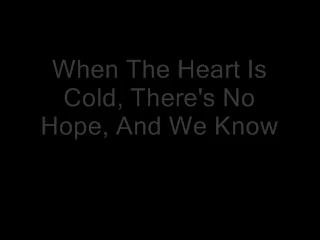 When The Heart Is
Cold, There's No
Hope, And We Know